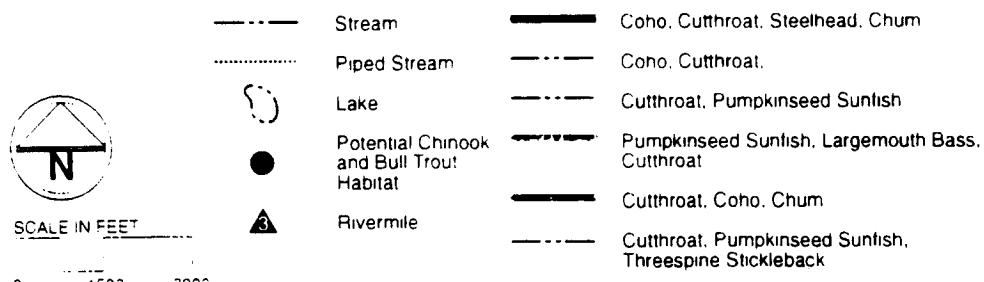 Stream
Piped Stream
Lake
Potential Chinook
and Bull Trout
Habitat
3
Rivermile
Coho, Cutthroat, Steelhead, Chum
Coho, Cutthroat,
Cutthroat, Pumpkinseed Sunfish
Pumpkinseed Sunfish, Largemouth Bass,
Cutthroat
Cutthroat, Coho, Chum
Cutthroat, Pumpkinseed Sunfish,
Threespine Stickleback
N
SCALE IN FEET